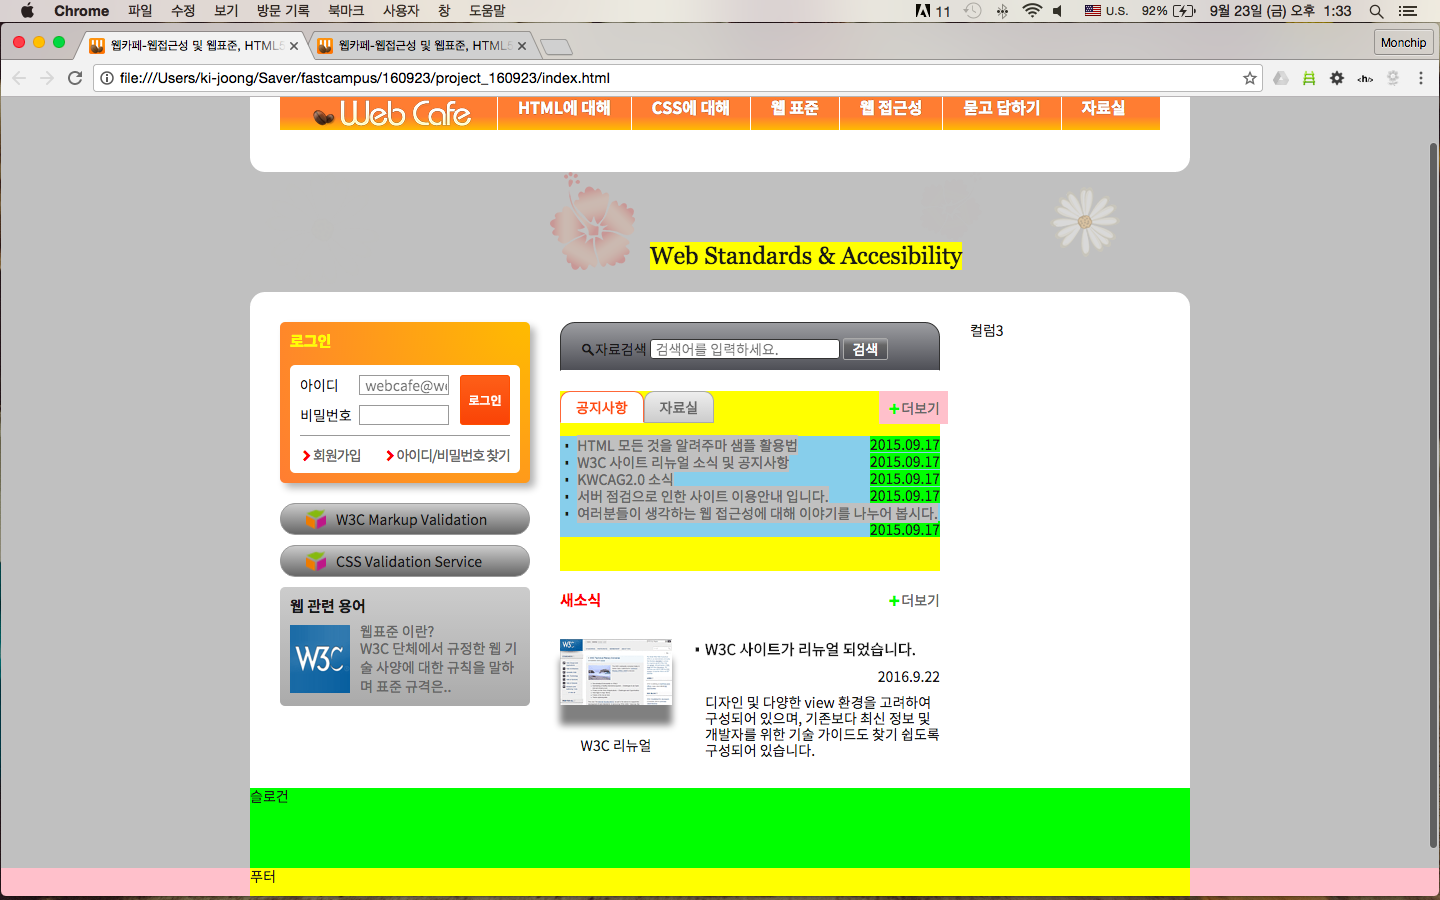 Chrome 파일 수정 보기 방문 기록 북마크 사용자 창 도움말 11 U.S. 92% 9월 23일 (금) 오후 1:33
웹카페-웹접근성 및 웹표준, HTML5 웹카페-웹접근성 및 웹표준, HTML5 Monchip
file:///Users/ki-joong/Saver/fastcampus/160923/project_160923/index.html
Web Cafe HTML에 대해 CSS에 대해 웹 표준 웹 접근성 묻고 답하기 자료실
Web Standards & Accesibility
로그인
아이디 webcafe@we
비밀번호
로그인
회원가입 아이디/비밀번호 찾기
W3C Markup Validation
CSS Validation Service
웹 관련 용어
W3C
웹표준 이란?
W3C 단체에서 규정한 웹 기
술 사양에 대한 규칙을 말하
며 표준 규격은..
자료검색 검색어를 입력하세요. 검색
공지사항 자료실 +더보기
HTML 모든 것을 알려주마 샘플 활용법 2015.09.17
W3C 사이트 리뉴얼 소식 및 공지사항 2015.09.17
KWCAG2.0 소식 2015.09.17
서버 점검으로 인한 사이트 이용안내 입니다. 2015.09.17
여러분들이 생각하는 웹 접근성에 대해 이야기를 나누어 봅시다.
2015.09.17
새소식 +더보기
W3C
W3C 리뉴얼
W3C 사이트가 리뉴얼 되었습니다.
2016.9.22
디자인 및 다양한 view 환경을 고려하여
구성되어 있으며, 기존보다 최신 정보 및
개발자를 위한 기술 가이드도 찾기 쉽도록
구성되어 있습니다.
컬럼3
슬로건
푸터